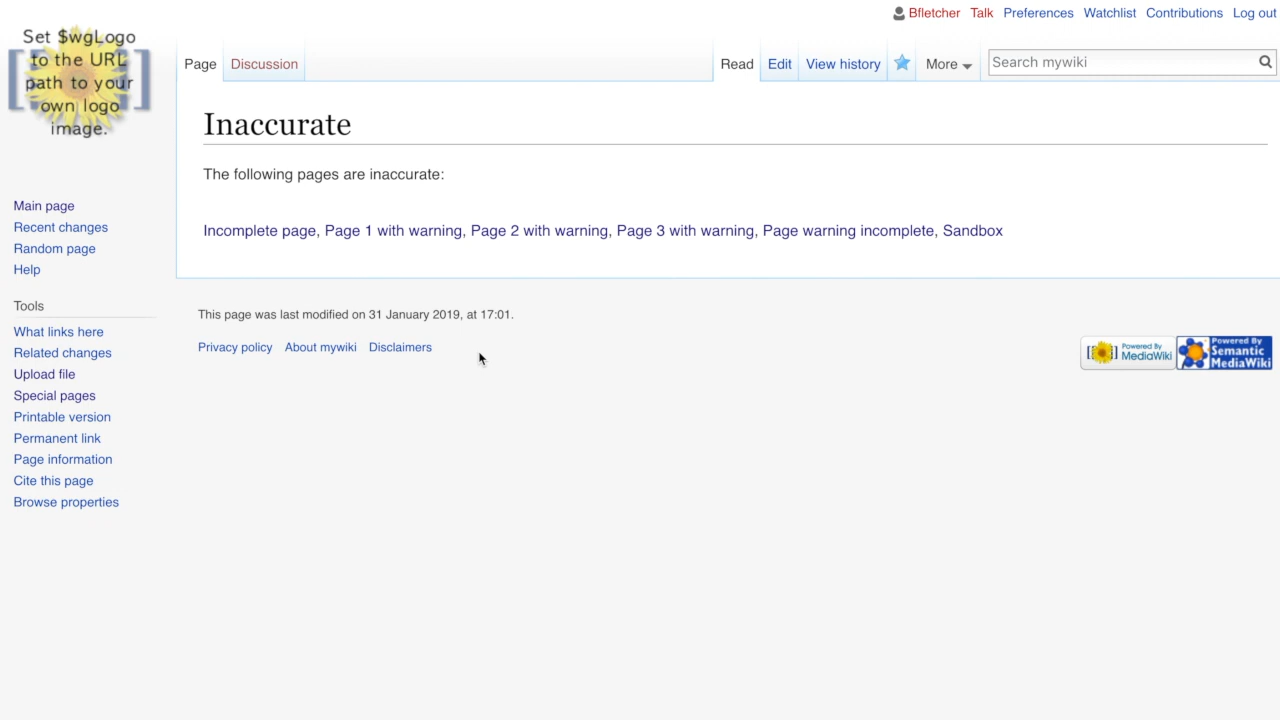 Bfletcher Talk Preferences Watchlist Contributions Log out
Set $wgLogo
to the URL
path to your
own logo
image.
Page Discussion Read Edit View history More Search mywiki
Inaccurate
The following pages are inaccurate:
Incomplete page, Page 1 with warning, Page 2 with warning, Page 3 with warning, Page warning incomplete, Sandbox
Main page
Recent changes
Random page
Help
Tools
What links here
Related changes
Upload file
Special pages
Printable version
Permanent link
Page information
Cite this page
Browse properties
This page was last modified on 31 January 2019, at 17:01.
Privacy policy About mywiki Disclaimers
Powered By
MediaWiki
Powered By
Semantic
MediaWiki